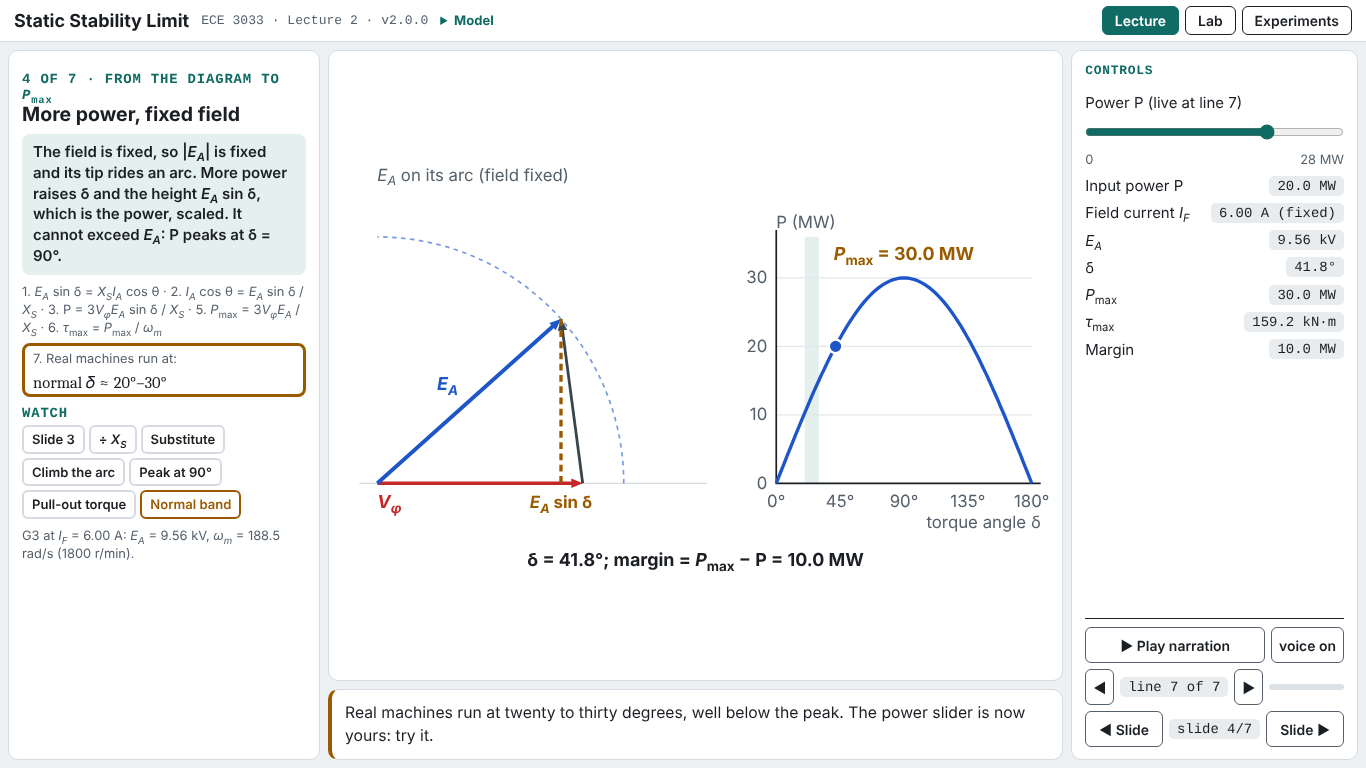 Static Stability Limit ECE 3033 · Lecture 2 · v2.0.0 ▶ Model
Lecture Lab Experiments
4 OF 7 · FROM THE DIAGRAM TO
Pmax
More power, fixed field
The field is fixed, so |EA| is fixed
and its tip rides an arc. More power
raises δ and the height EA sin δ,
which is the power, scaled. It
cannot exceed EA: P peaks at δ =
90°.
1. EA sin δ = XSIA cos θ · 2. IA cos θ = EA sin δ /
XS · 3. P = 3VφEA sin δ / XS · 5. Pmax = 3VφEA /
XS · 6. τmax = Pmax / ωm
7. Real machines run at:
normal δ ≈ 20°–30°
WATCH
Slide 3 ÷ XS Substitute
Climb the arc Peak at 90°
Pull-out torque Normal band
G3 at IF = 6.00 A: EA = 9.56 kV, ωm = 188.5
rad/s (1800 r/min).
EA on its arc (field fixed)
EA
Vφ
EA sin δ
P (MW)
Pmax = 30.0 MW
30
20
10
0
0° 45° 90° 135° 180°
torque angle δ
δ = 41.8°; margin = Pmax − P = 10.0 MW
Real machines run at twenty to thirty degrees, well below the peak. The power slider is now
yours: try it.
CONTROLS
Power P (live at line 7)
0 28 MW
Input power P 20.0 MW
Field current IF 6.00 A (fixed)
EA 9.56 kV
δ 41.8°
Pmax 30.0 MW
τmax 159.2 kN·m
Margin 10.0 MW
▶ Play narration voice on
◀ line 7 of 7 ▶
◀ Slide slide 4/7 Slide ▶